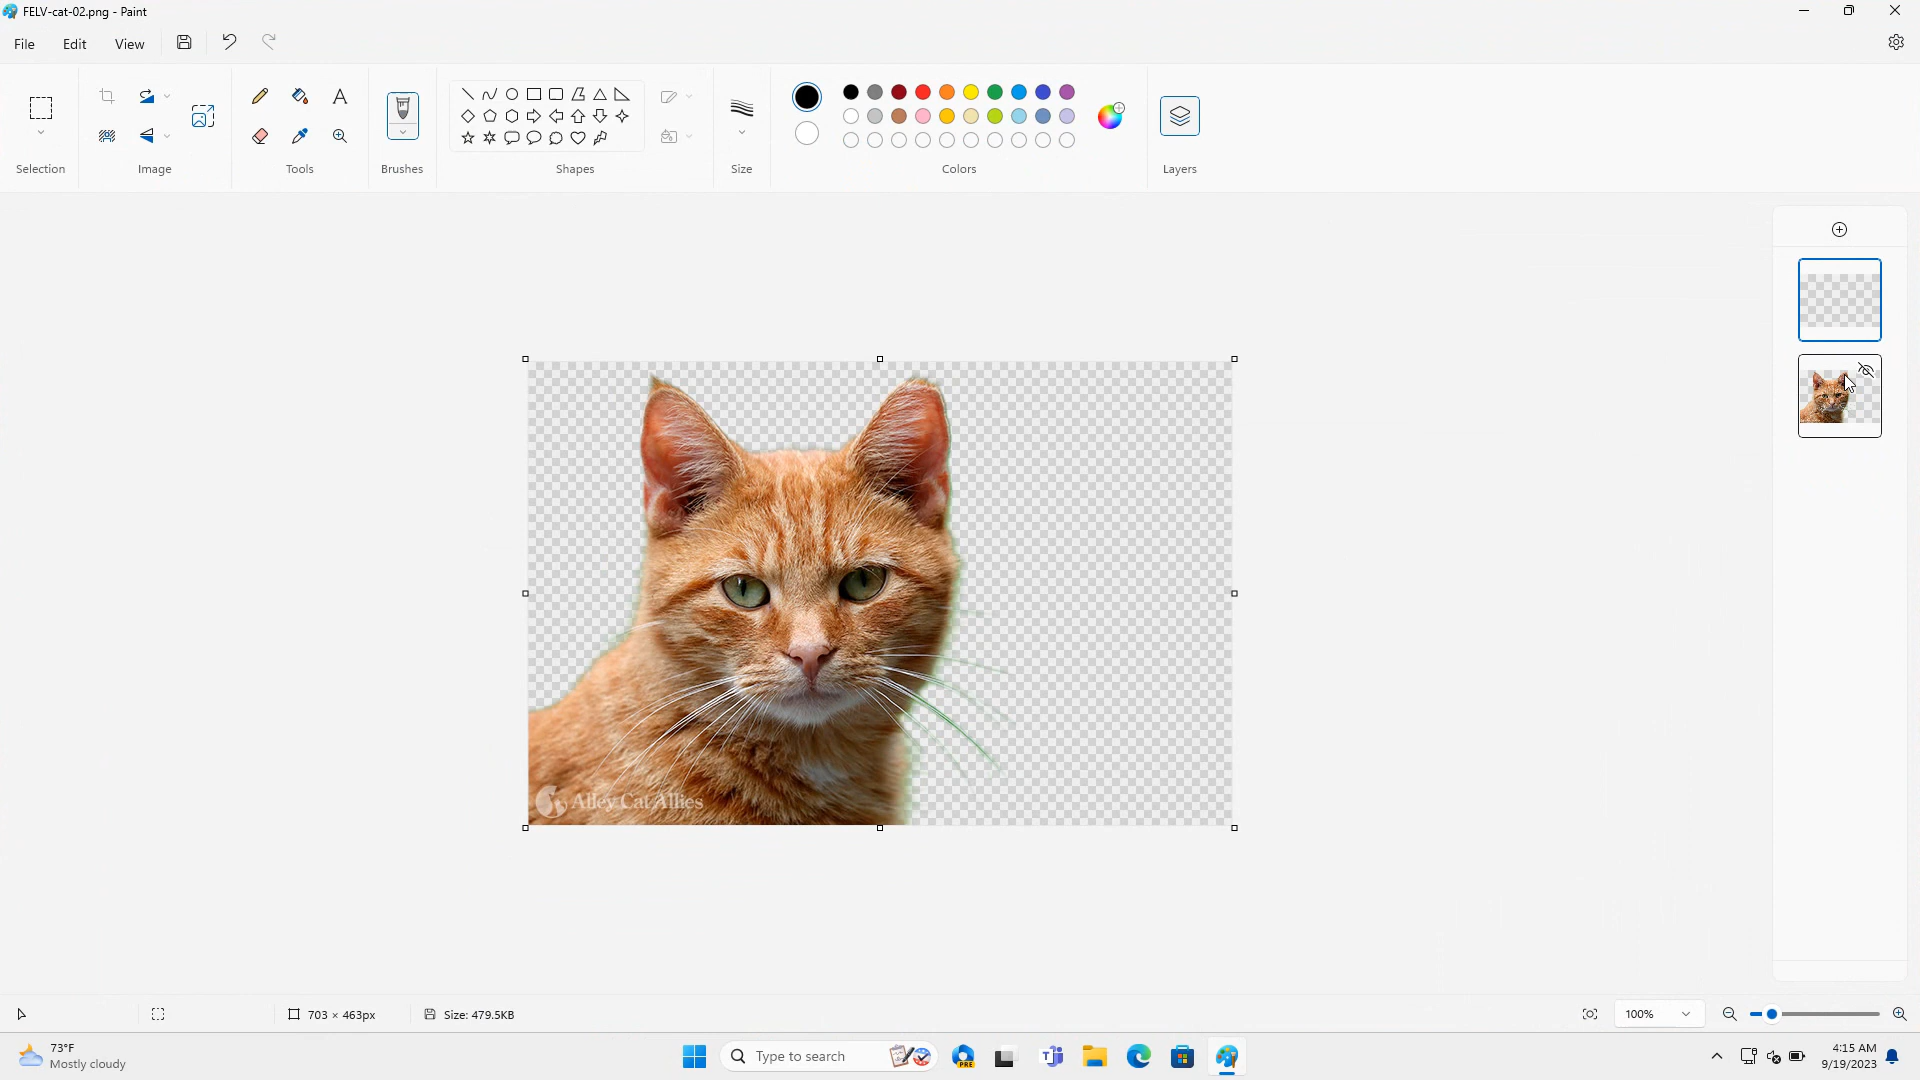 FELV-cat-02.png - Paint
File Edit View
Selection Image Tools Brushes Shapes Size Colors Layers
Alley Cat Allies
703 × 463px Size: 479.5KB 100%
73°F
Mostly cloudy
Type to search
PRE
4:15 AM
9/19/2023